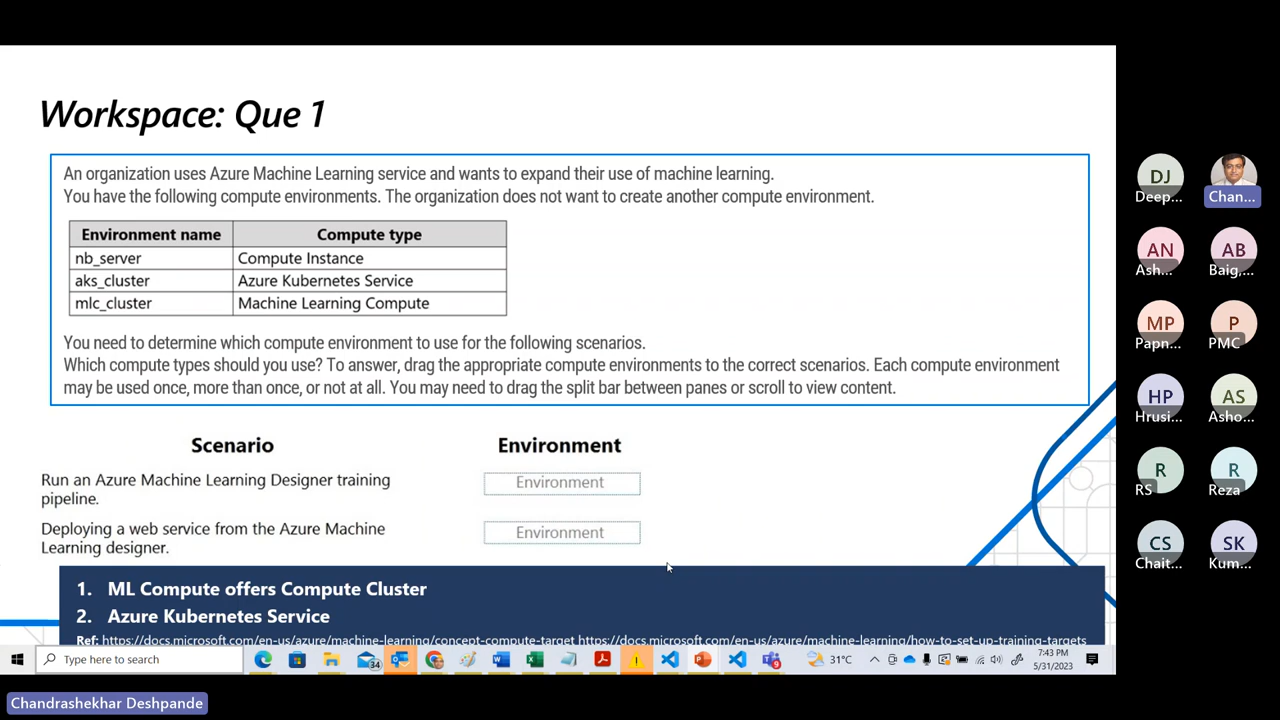 Workspace: Que 1
An organization uses Azure Machine Learning service and wants to expand their use of machine learning.
You have the following compute environments. The organization does not want to create another compute environment.
Environment name Compute type
nb_server Compute Instance
aks_cluster Azure Kubernetes Service
mlc_cluster Machine Learning Compute
You need to determine which compute environment to use for the following scenarios.
Which compute types should you use? To answer, drag the appropriate compute environments to the correct scenarios. Each compute environment
may be used once, more than once, or not at all. You may need to drag the split bar between panes or scroll to view content.
Scenario Environment
Run an Azure Machine Learning Designer training
pipeline.
Environment
Deploying a web service from the Azure Machine
Learning designer.
Environment
1. ML Compute offers Compute Cluster
2. Azure Kubernetes Service
Ref: https://docs.microsoft.com/en-us/azure/machine-learning/concept-compute-target https://docs.microsoft.com/en-us/azure/machine-learning/how-to-set-up-training-targets
Type here to search
34
9
31°C
7:43 PM
5/31/2023
DJ
Deep...
Chan...
AN
Ash...
AB
Baig,...
MP
Papn...
P
PMC
HP
Hrusi...
AS
Asho...
R
RS
R
Reza
CS
Chait...
SK
Kum...
Chandrashekhar Deshpande